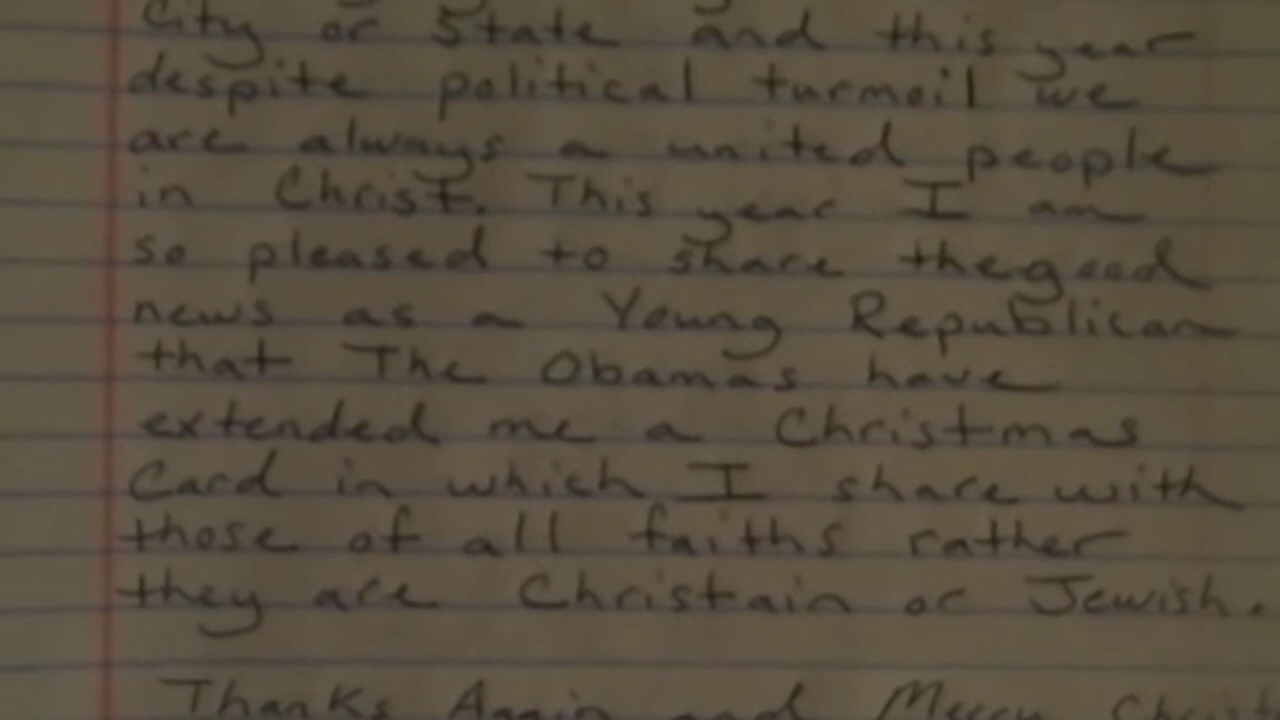 City or State and this year
despite political turmoil we
are always a united people
in Christ. This year I am
so pleased to share the good
news as a Young Republican
that The Obamas have
extended me a Christmas
Card in which I share with
those of all faiths rather
they are Christain or Jewish.
Thanks Again and Merry